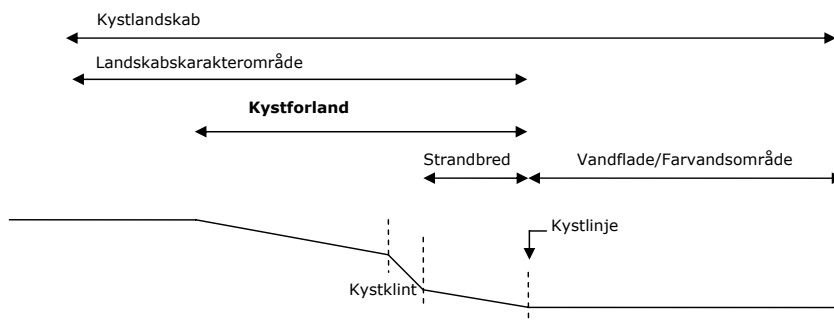 Kystlandskab
Landskabskarakterområde
Kystforland
Strandbred
Vandflade/Farvandsområde
Kystlinje
Kystklint